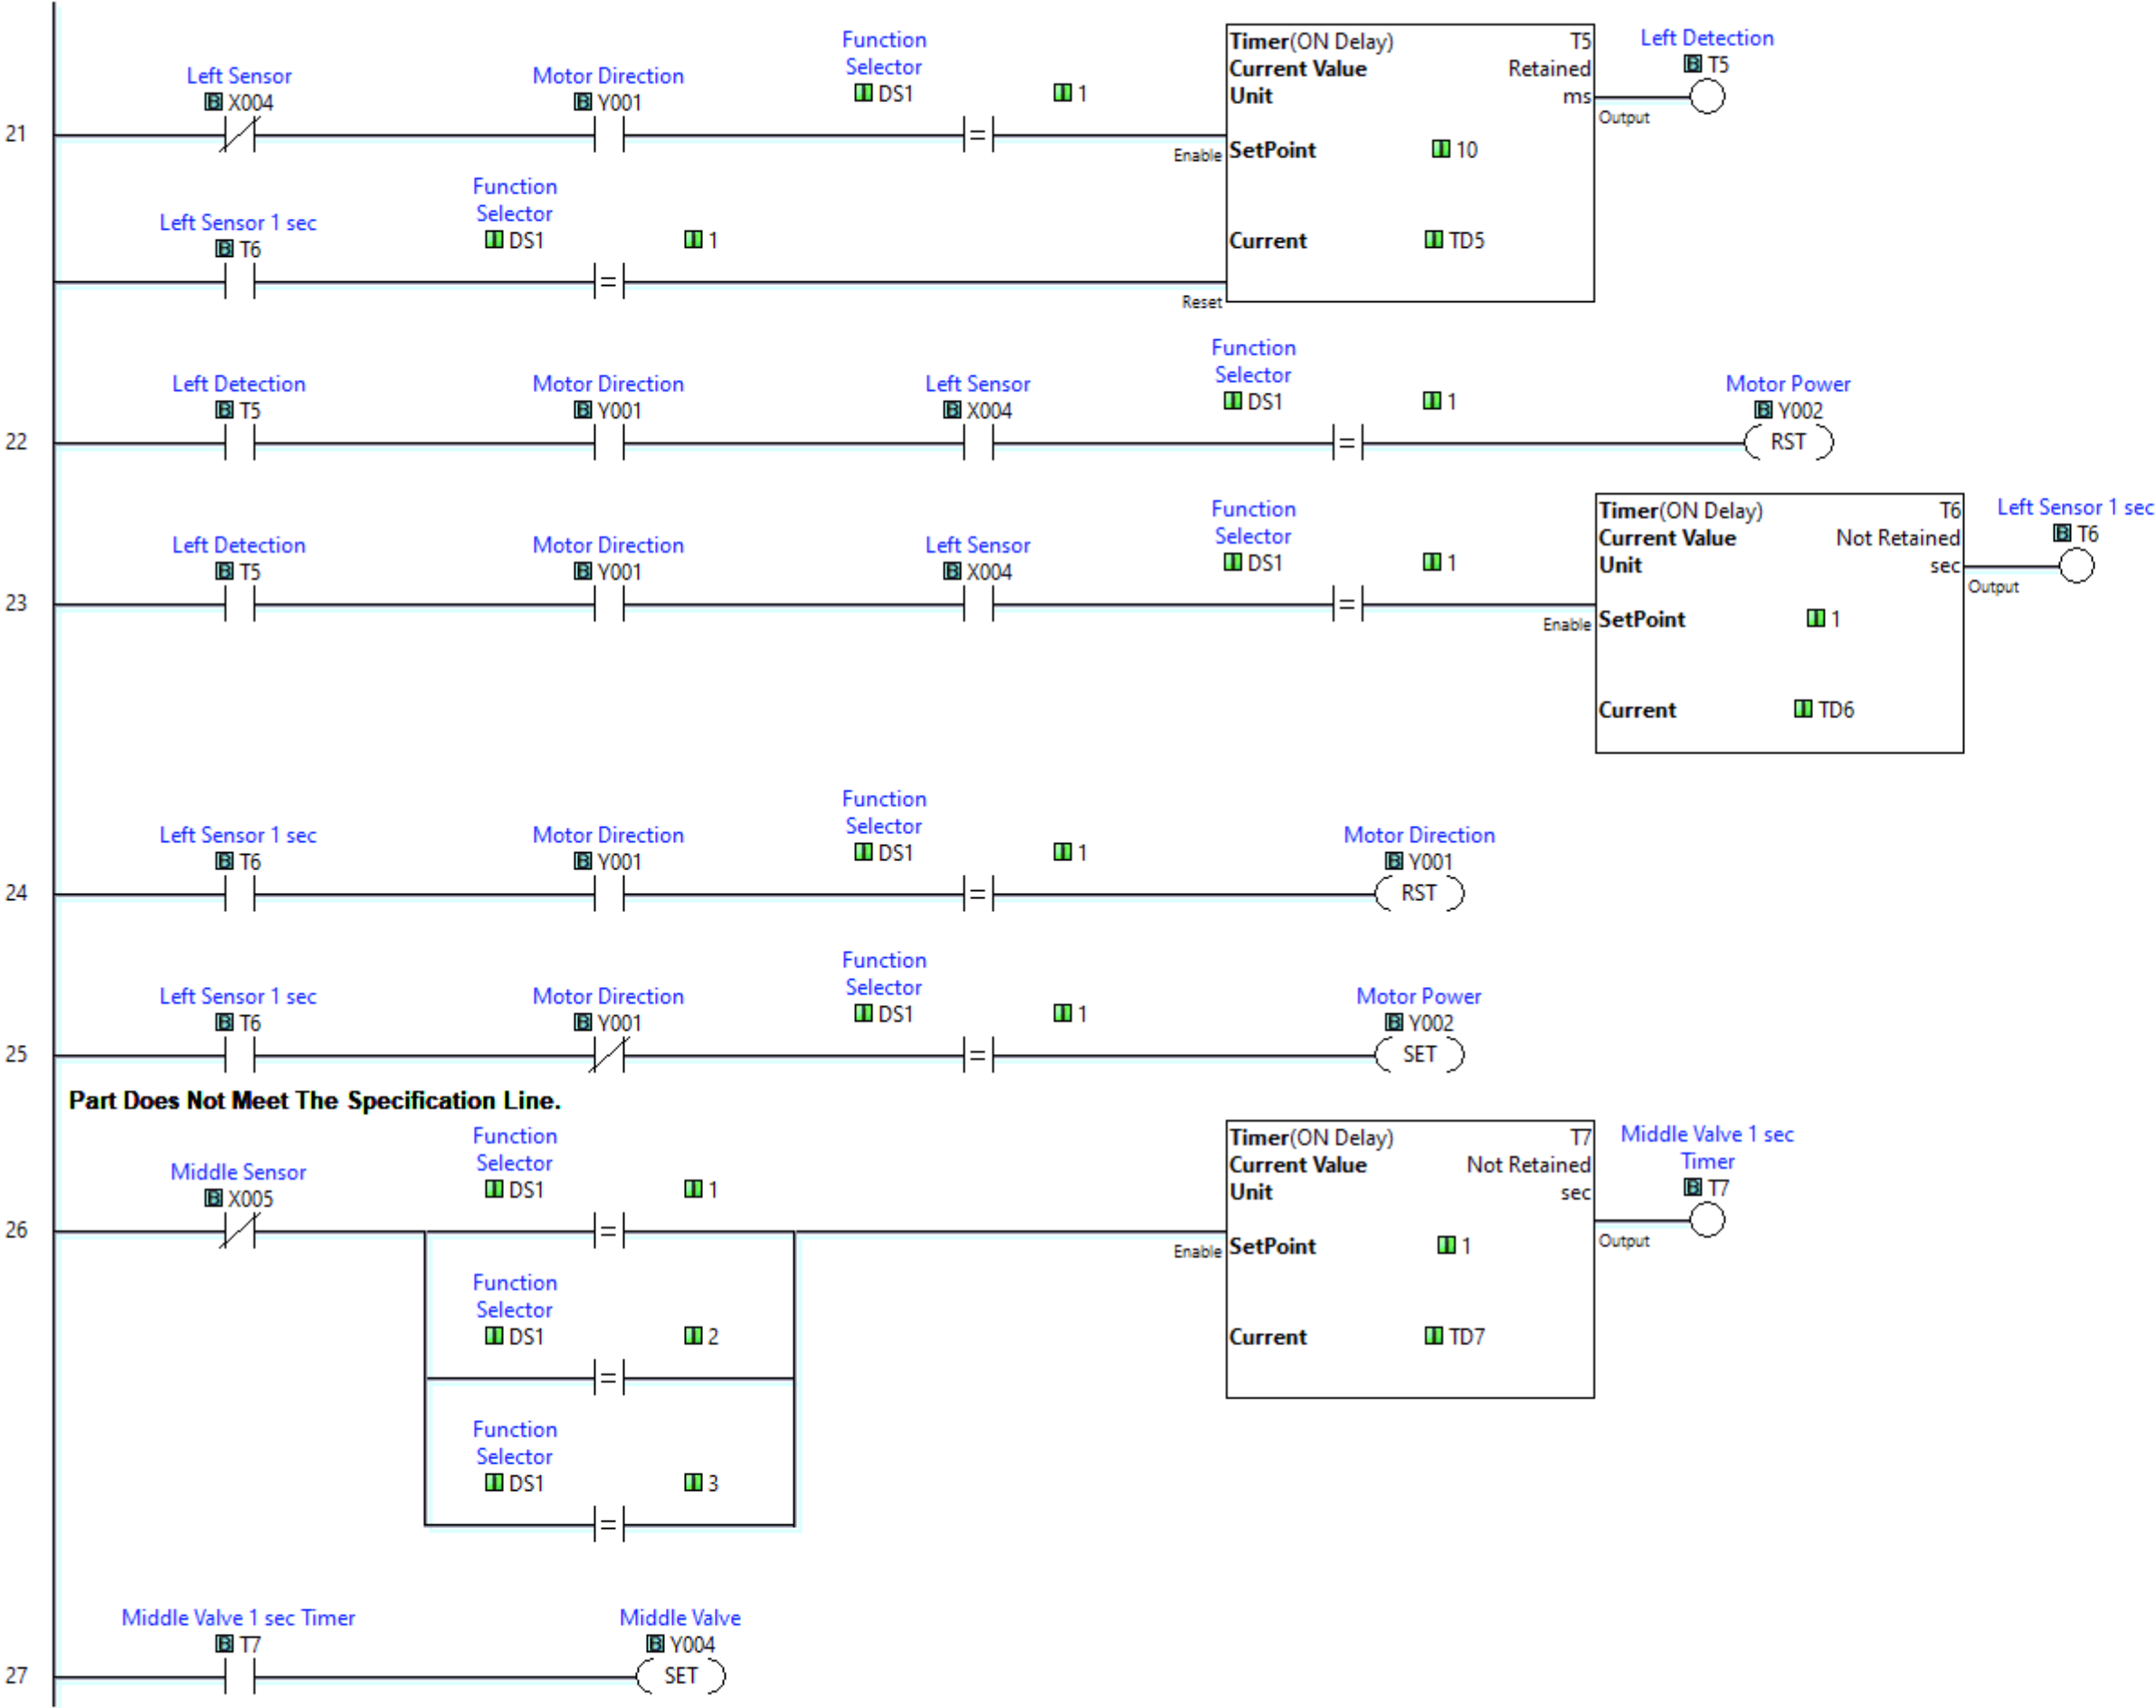 Function
Selector
Left Sensor Motor Direction
B X004 B Y001 DS1 1
21
Timer(ON Delay) T5
Current Value Retained
Unit ms
SetPoint 10
Current TD5
Enable
Output
Left Detection
B T5
Function
Selector
Left Sensor 1 sec
B T6 DS1 1
Reset
Function
Selector
Left Detection Motor Direction Left Sensor Motor Power
B T5 B Y001 B X004 DS1 1 B Y002
22 RST
Function
Selector
Left Detection Motor Direction Left Sensor
B T5 B Y001 B X004 DS1 1
23
Timer(ON Delay) T6
Current Value Not Retained
Unit sec
SetPoint 1
Current TD6
Enable
Output
Left Sensor 1 sec
B T6
Function
Selector
Left Sensor 1 sec Motor Direction Motor Direction
B T6 B Y001 DS1 1 B Y001
24 RST
Function
Selector
Left Sensor 1 sec Motor Direction Motor Power
B T6 B Y001 DS1 1 B Y002
25 SET
Part Does Not Meet The Specification Line.
Function
Selector
Middle Sensor
B X005 DS1 1
26
Timer(ON Delay) T7
Current Value Not Retained
Unit sec
SetPoint 1
Current TD7
Enable
Output
Middle Valve 1 sec
Timer
B T7
Function
Selector
DS1 2
Function
Selector
DS1 3
Middle Valve 1 sec Timer Middle Valve
B T7 B Y004
27 SET